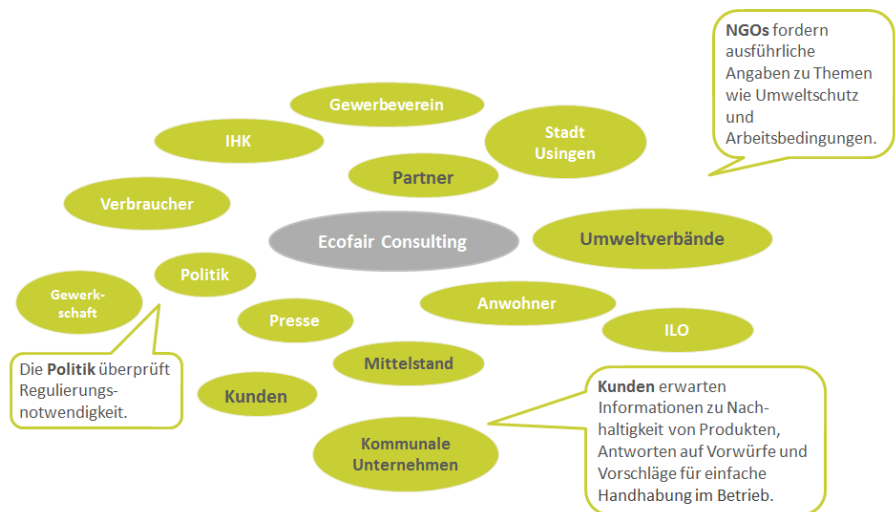 NGOs fordern
ausführliche
Angaben zu Themen
wie Umweltschutz
und
Arbeitsbedingungen.
Gewerbeverein
IHK
Stadt
Usingen
Partner
Verbraucher
Ecofair Consulting
Umweltverbände
Politik
Gewerk-
schaft
Anwohner
Presse
ILO
Mittelstand
Die Politik überprüft
Regulierungs-
notwendigkeit.
Kunden
Kunden erwarten
Informationen zu Nach-
haltigkeit von Produkten,
Antworten auf Vorwürfe und
Vorschläge für einfache
Handhabung im Betrieb.
Kommunale
Unternehmen